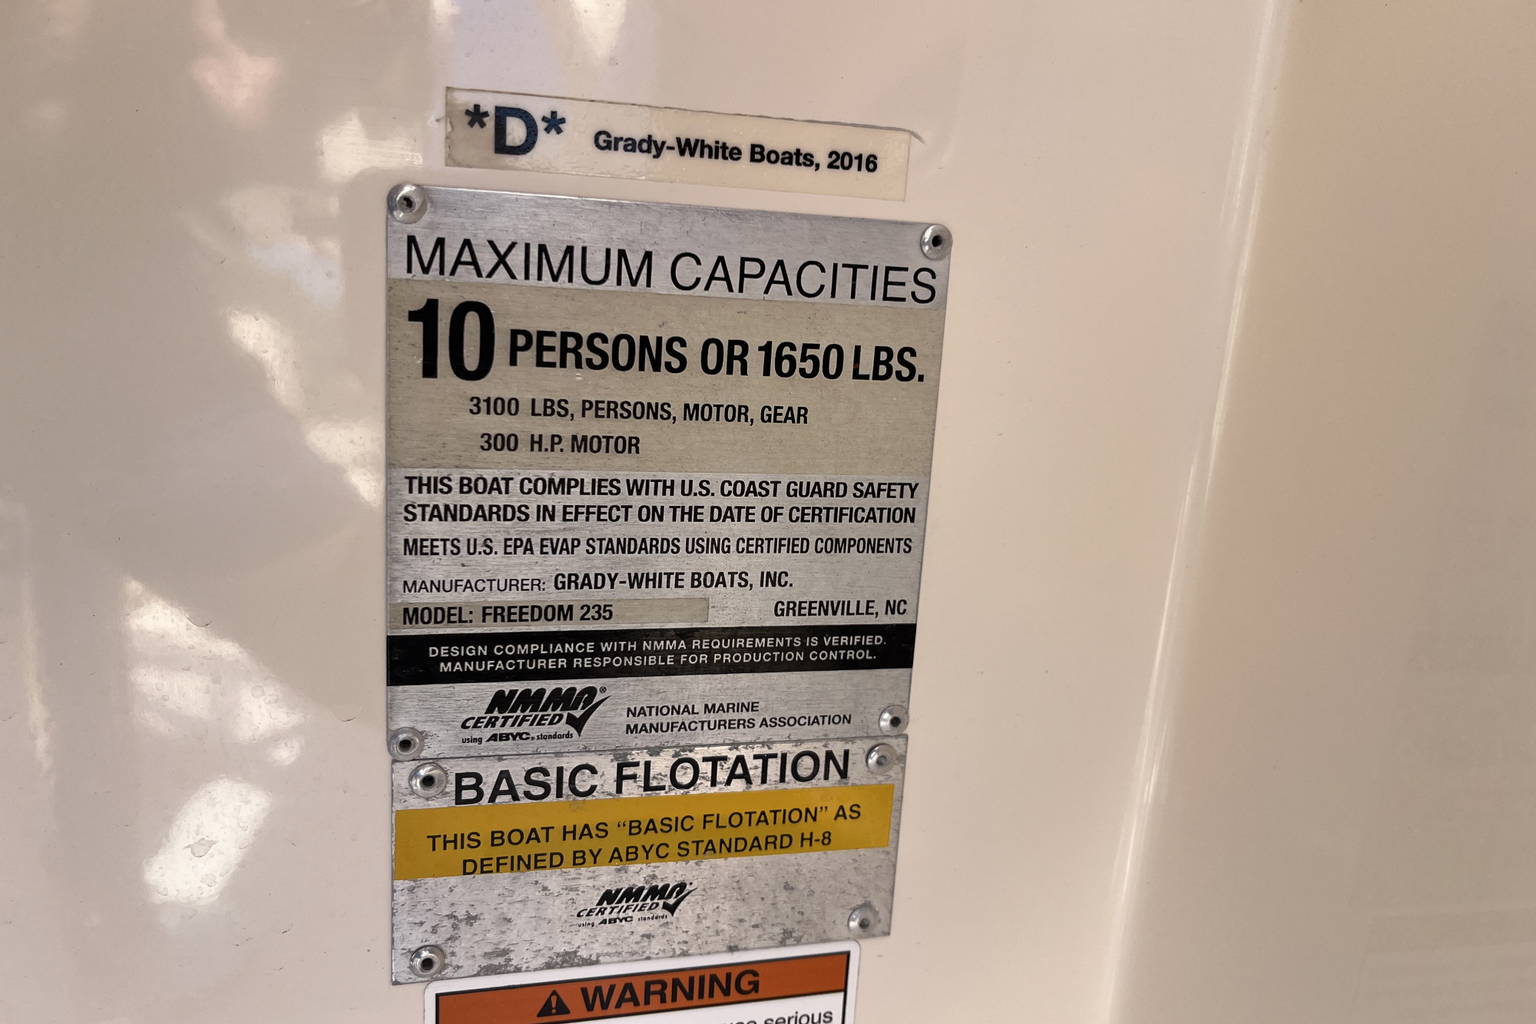 *D* Grady-White Boats, 2016
MAXIMUM CAPACITIES
10 PERSONS OR 1650 LBS.
3100 LBS, PERSONS, MOTOR, GEAR
300 H.P. MOTOR
THIS BOAT COMPLIES WITH U.S. COAST GUARD SAFETY
STANDARDS IN EFFECT ON THE DATE OF CERTIFICATION
MEETS U.S. EPA EVAP STANDARDS USING CERTIFIED COMPONENTS
MANUFACTURER: GRADY-WHITE BOATS, INC.
MODEL: FREEDOM 235 GREENVILLE, NC
DESIGN COMPLIANCE WITH NMMA REQUIREMENTS IS VERIFIED.
MANUFACTURER RESPONSIBLE FOR PRODUCTION CONTROL.
NMMA®
CERTIFIED
using ABYC® standards
NATIONAL MARINE
MANUFACTURERS ASSOCIATION
BASIC FLOTATION
THIS BOAT HAS “BASIC FLOTATION” AS
DEFINED BY ABYC STANDARD H-8
NMMA
CERTIFIED
using ABYC standards
WARNING
serious